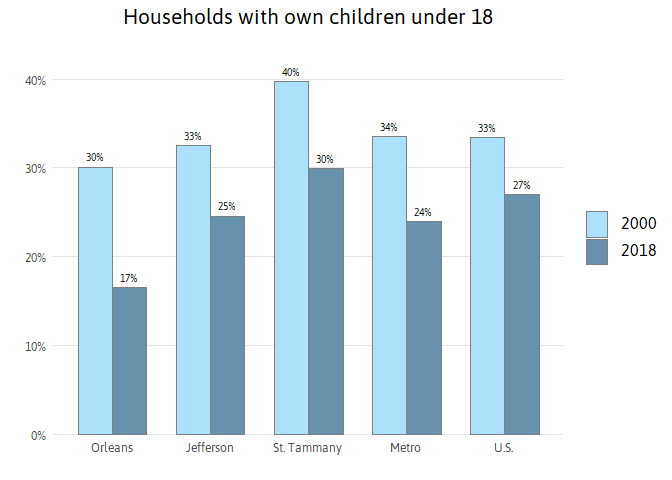 Households with own children under 18
40%
30%
20%
10%
0%
30%
17%
33%
25%
40%
30%
34%
24%
33%
27%
Orleans
Jefferson
St. Tammany
Metro
U.S.
2000
2018